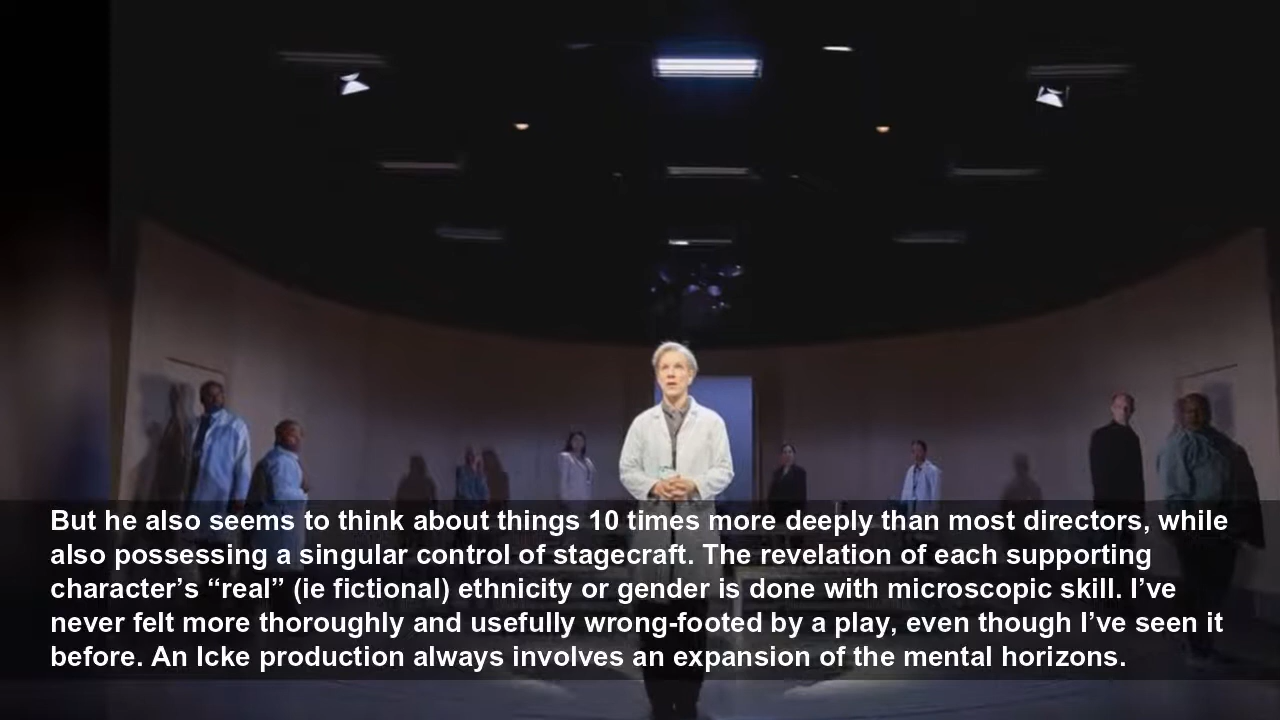 But he also seems to think about things 10 times more deeply than most directors, while
also possessing a singular control of stagecraft. The revelation of each supporting
character’s “real” (ie fictional) ethnicity or gender is done with microscopic skill. I’ve
never felt more thoroughly and usefully wrong-footed by a play, even though I’ve seen it
before. An Icke production always involves an expansion of the mental horizons.